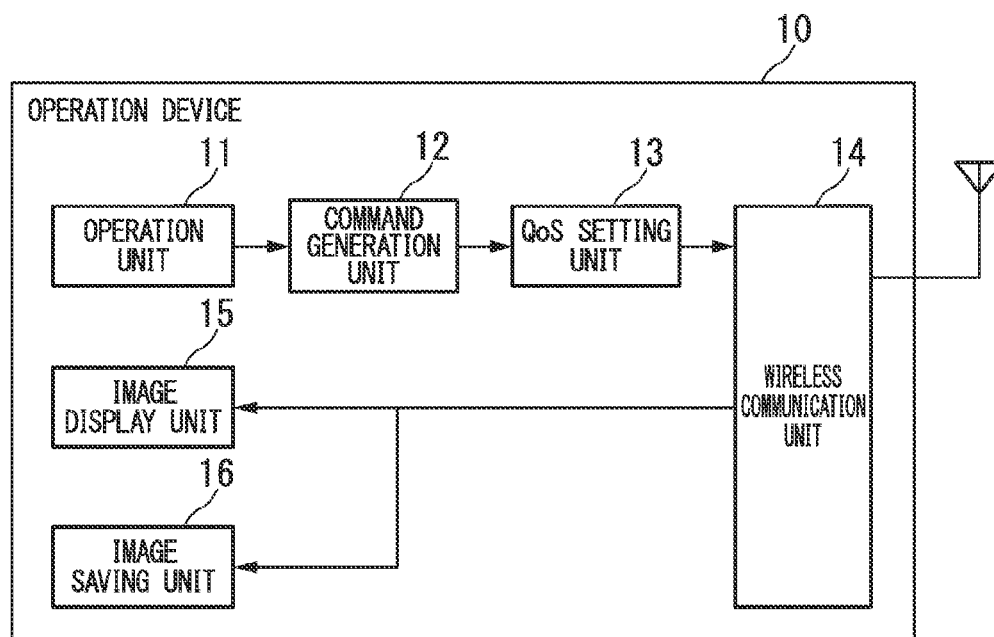 10
OPERATION DEVICE
11
OPERATION
UNIT
12
COMMAND
GENERATION
UNIT
13
QoS SETTING
UNIT
14
WIRELESS
COMMUNICATION
UNIT
15
IMAGE
DISPLAY UNIT
16
IMAGE
SAVING UNIT